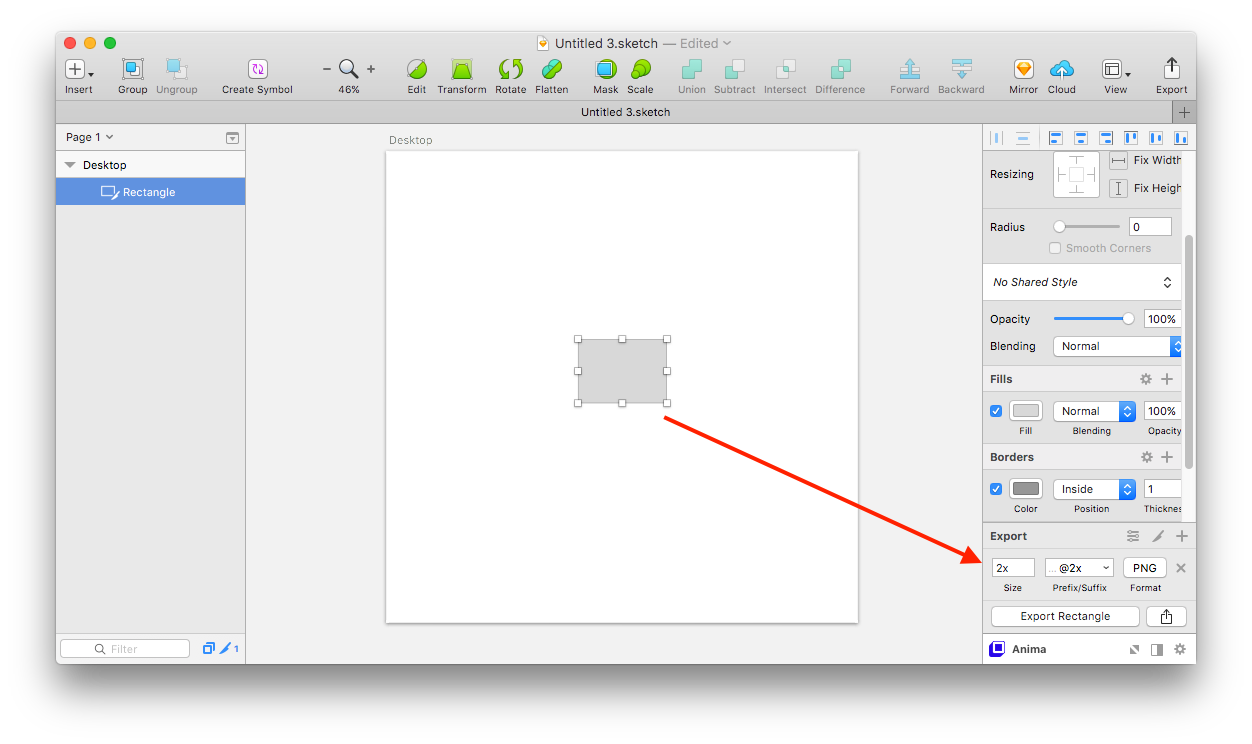 Untitled 3.sketch — Edited
Insert Group Ungroup Create Symbol 46% Edit Transform Rotate Flatten Mask Scale Union Subtract Intersect Difference Forward Backward Mirror Cloud View Export
Untitled 3.sketch
Page 1
Desktop
Rectangle
Filter
1
Desktop
Resizing
Fix Width
Fix Heigh
Radius 0
Smooth Corners
No Shared Style
Opacity 100%
Blending Normal
Fills
Normal 100%
Fill Blending Opacity
Borders
Inside 1
Color Position Thicknes
Export
2x ... @2x PNG
Size Prefix/Suffix Format
Export Rectangle
Anima